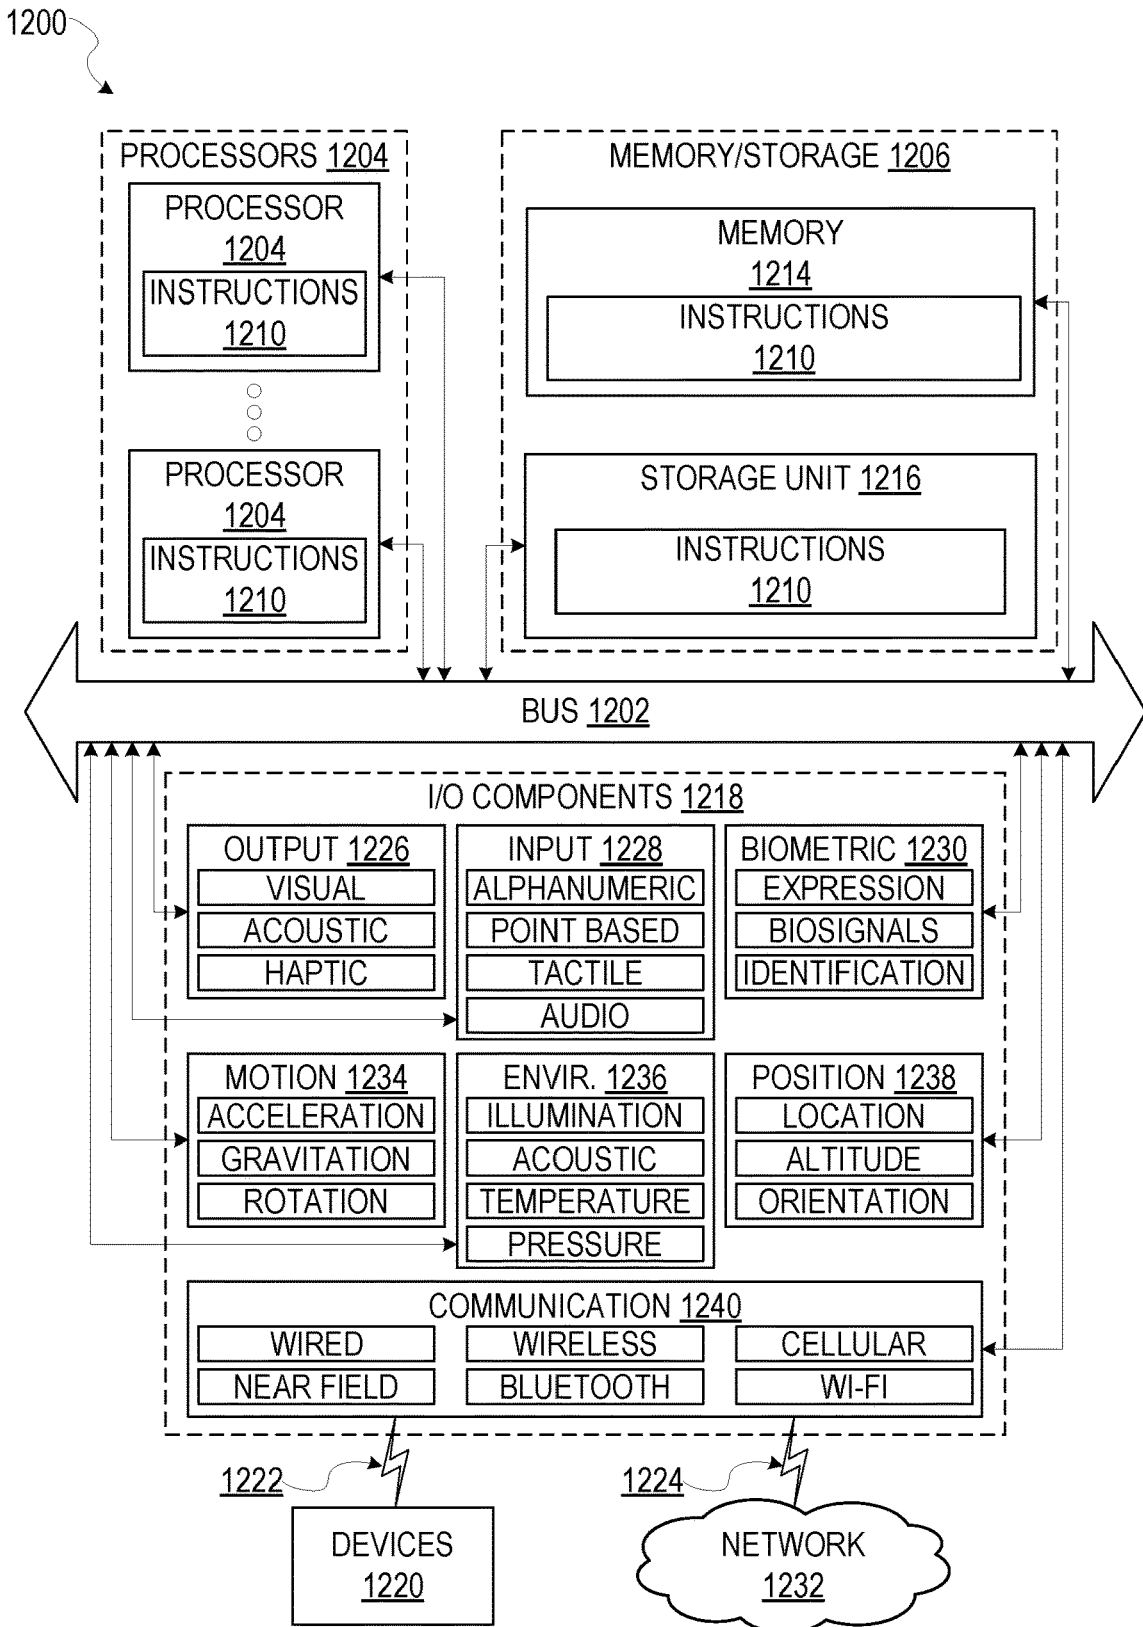 1200
PROCESSORS 1204
PROCESSOR
1204
INSTRUCTIONS
1210
PROCESSOR
1204
INSTRUCTIONS
1210
MEMORY/STORAGE 1206
MEMORY
1214
INSTRUCTIONS
1210
STORAGE UNIT 1216
INSTRUCTIONS
1210
BUS 1202
I/O COMPONENTS 1218
OUTPUT 1226
VISUAL
ACOUSTIC
HAPTIC
INPUT 1228
ALPHANUMERIC
POINT BASED
TACTILE
AUDIO
BIOMETRIC 1230
EXPRESSION
BIOSIGNALS
IDENTIFICATION
MOTION 1234
ACCELERATION
GRAVITATION
ROTATION
ENVIR. 1236
ILLUMINATION
ACOUSTIC
TEMPERATURE
PRESSURE
POSITION 1238
LOCATION
ALTITUDE
ORIENTATION
COMMUNICATION 1240
WIRED
WIRELESS
CELLULAR
NEAR FIELD
BLUETOOTH
WI-FI
1222
1224
DEVICES
1220
NETWORK
1232